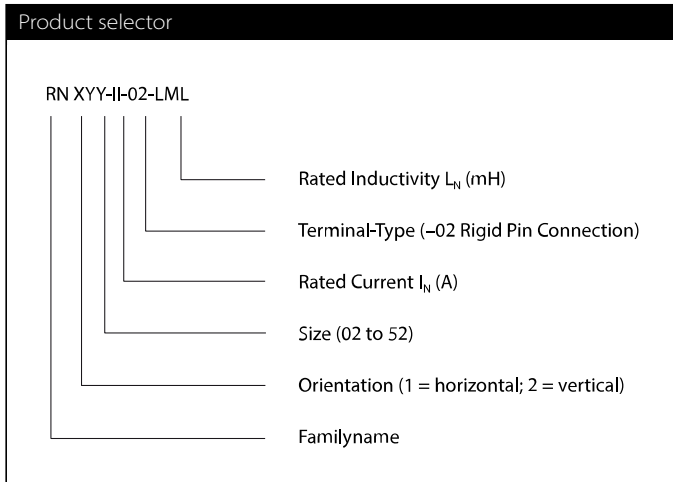 Product selector
RN XYY-II-02-LML
Rated Inductivity LN (mH)
Terminal-Type (–02 Rigid Pin Connection)
Rated Current IN (A)
Size (02 to 52)
Orientation (1 = horizontal; 2 = vertical)
Familyname